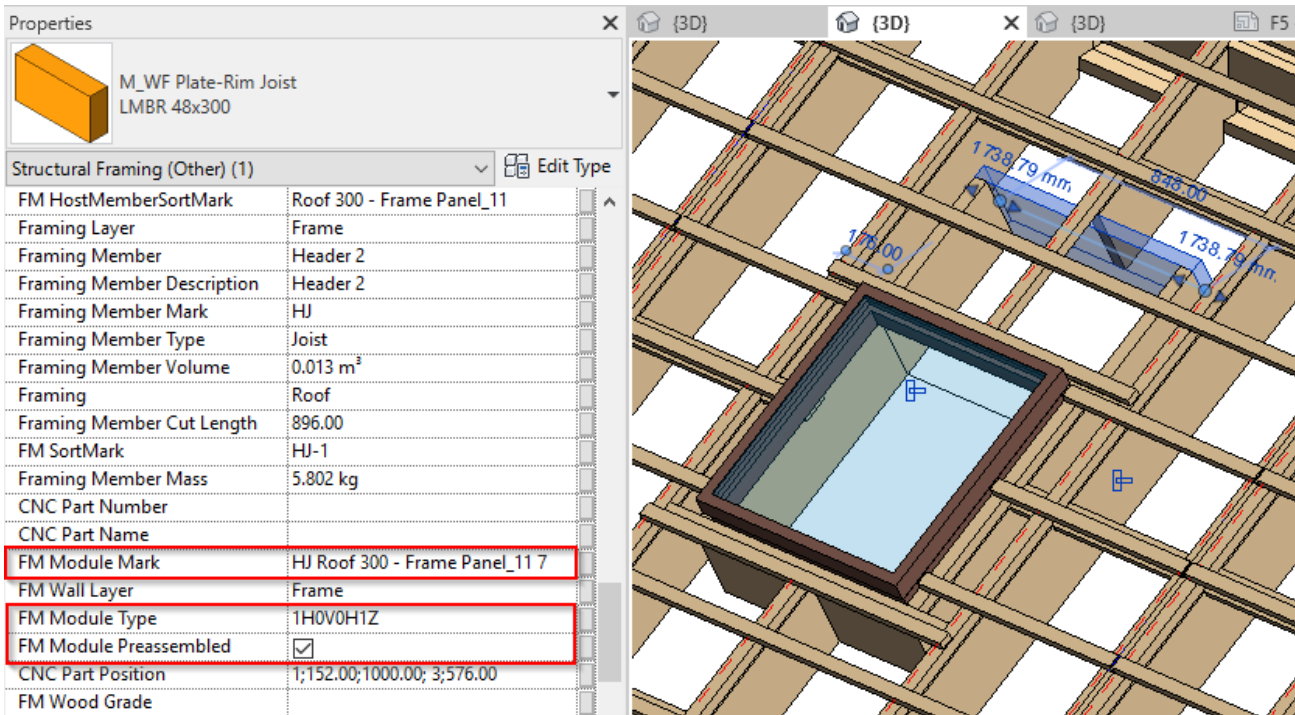 Properties
M_WF Plate-Rim Joist
LMBR 48x300
Structural Framing (Other) (1)
Edit Type
FM HostMemberSortMark Roof 300 - Frame Panel_11
Framing Layer Frame
Framing Member Header 2
Framing Member Description Header 2
Framing Member Mark HJ
Framing Member Type Joist
Framing Member Volume 0.013 m³
Framing Roof
Framing Member Cut Length 896.00
FM SortMark HJ-1
Framing Member Mass 5.802 kg
CNC Part Number
CNC Part Name
FM Module Mark HJ Roof 300 - Frame Panel_11 7
FM Wall Layer Frame
FM Module Type 1H0V0H1Z
FM Module Preassembled
CNC Part Position 1;152.00;1000.00; 3;576.00
FM Wood Grade
{3D}
{3D}
{3D}
F5
1738.79 mm
848.00
176.00
1738.79 mm